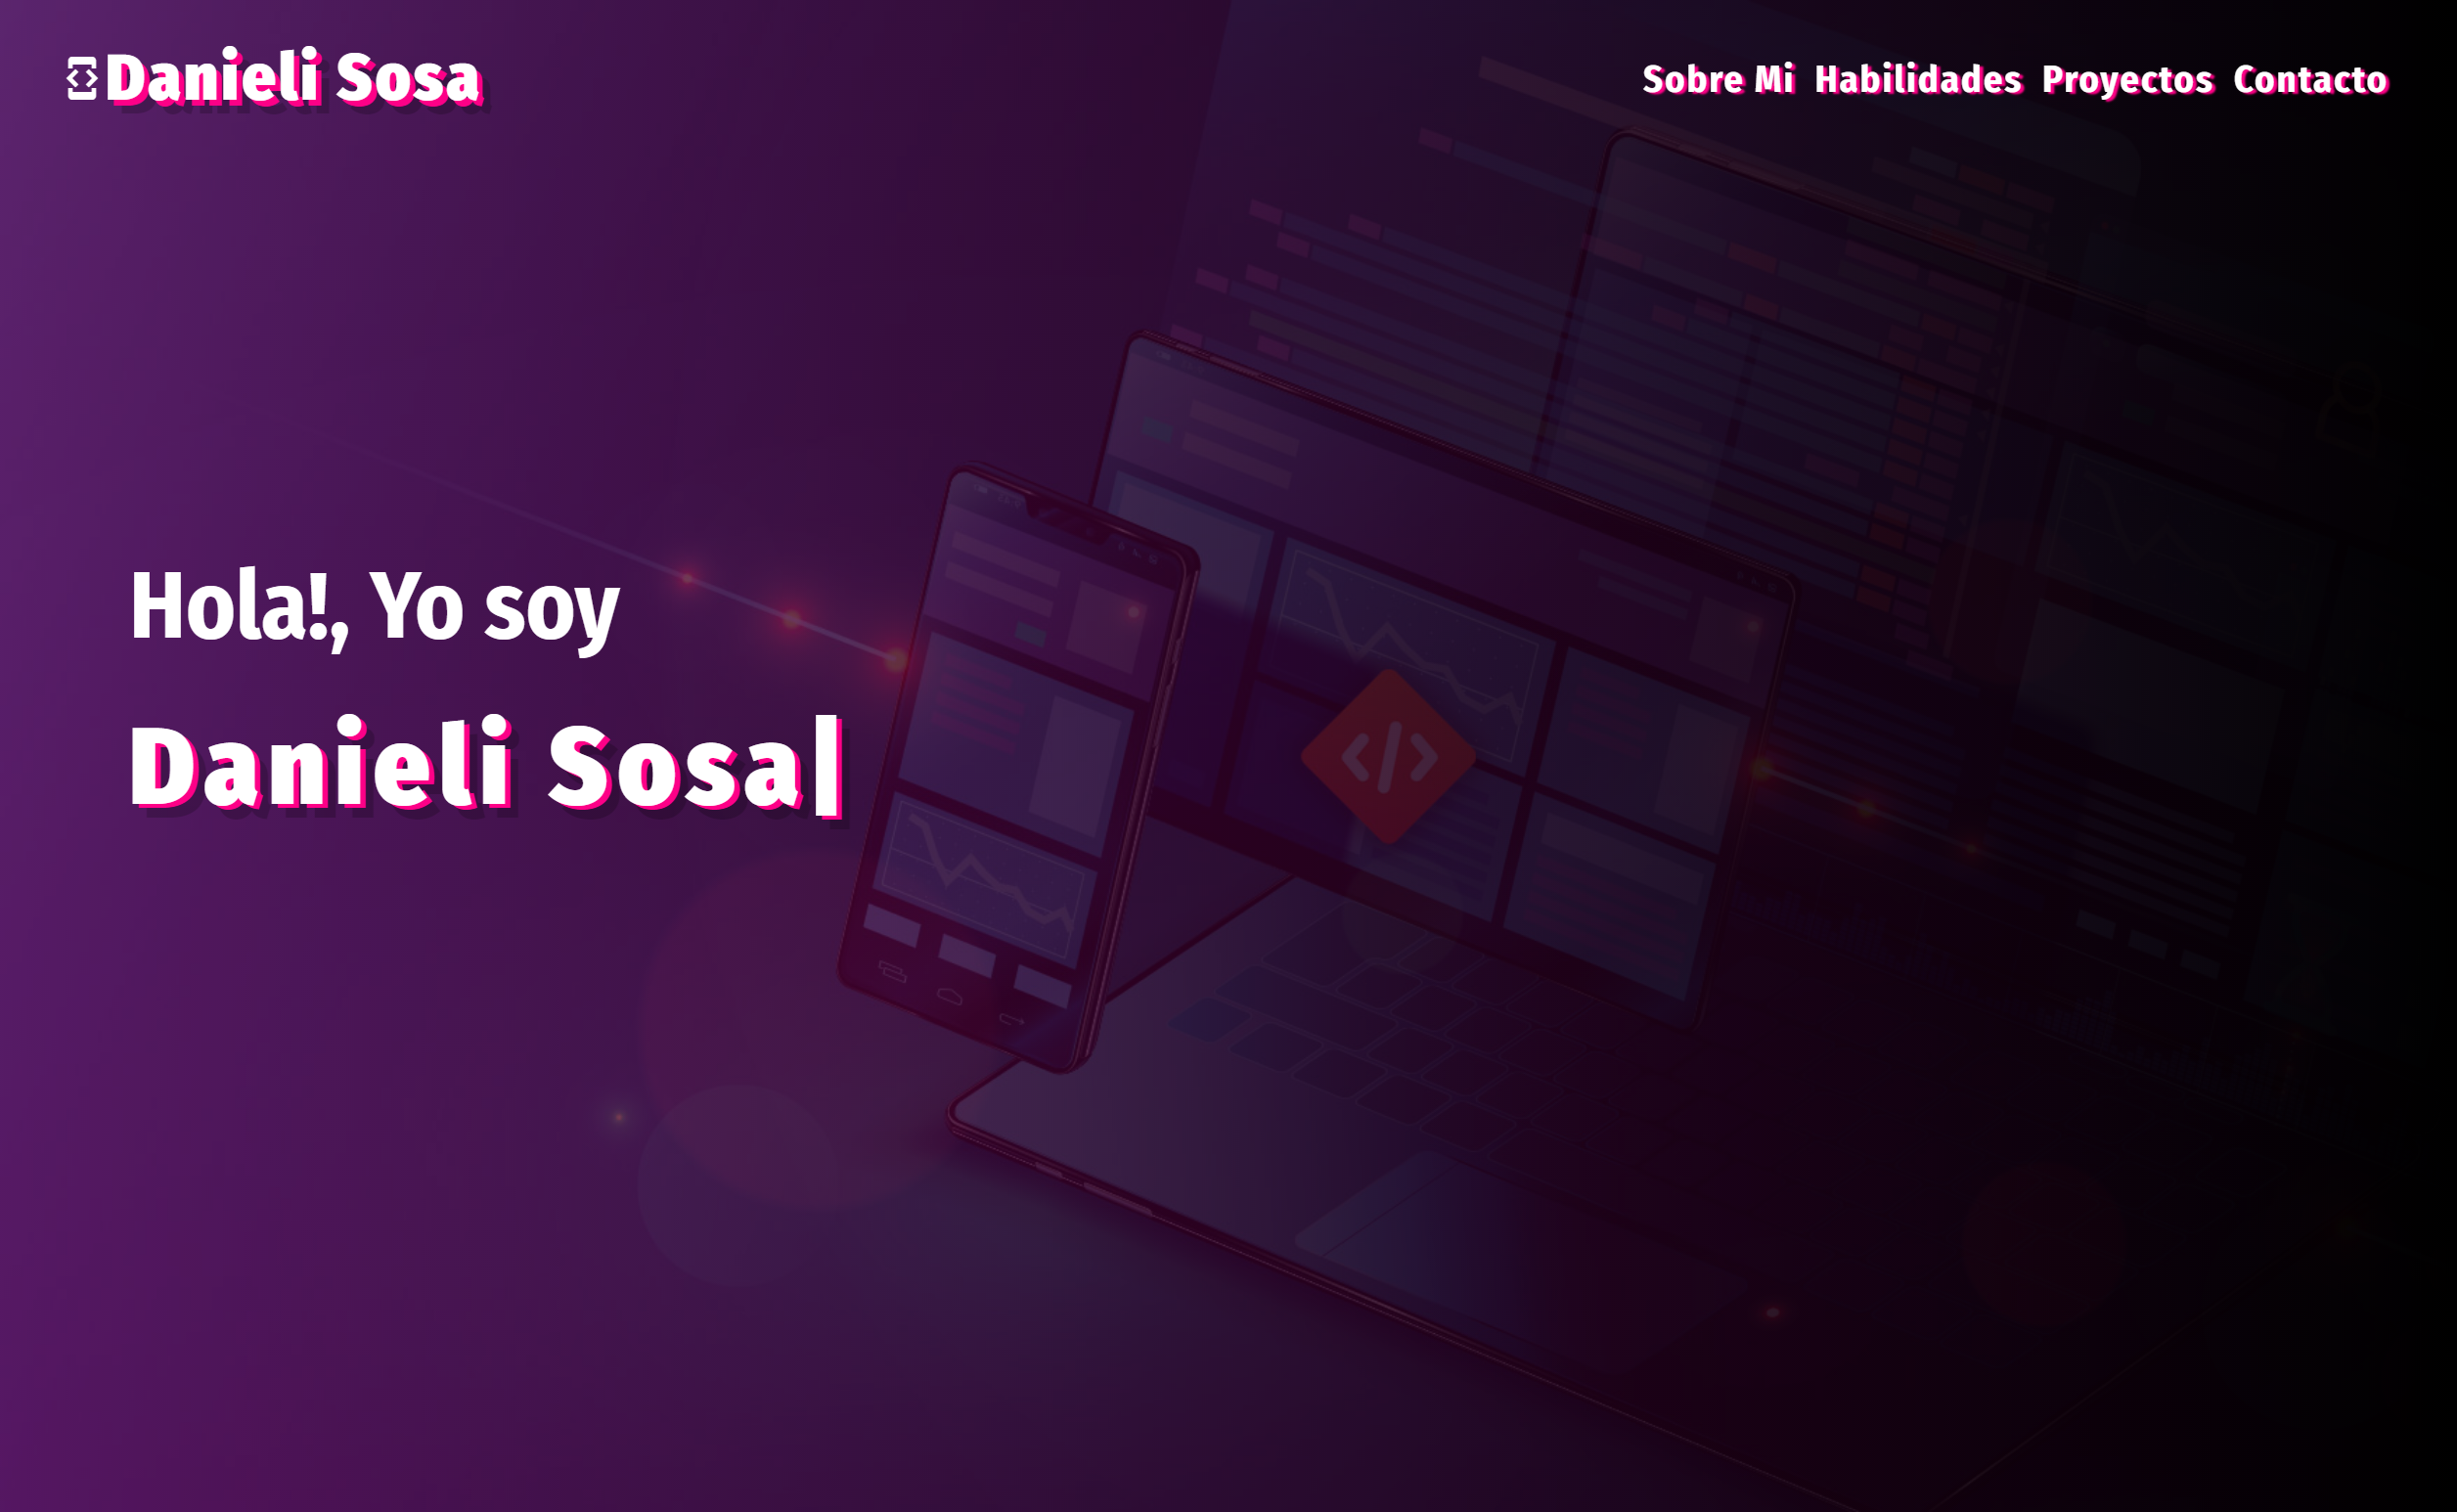 Danieli Sosa
Sobre Mi Habilidades Proyectos Contacto
Hola!, Yo soy
Danieli Sosa|